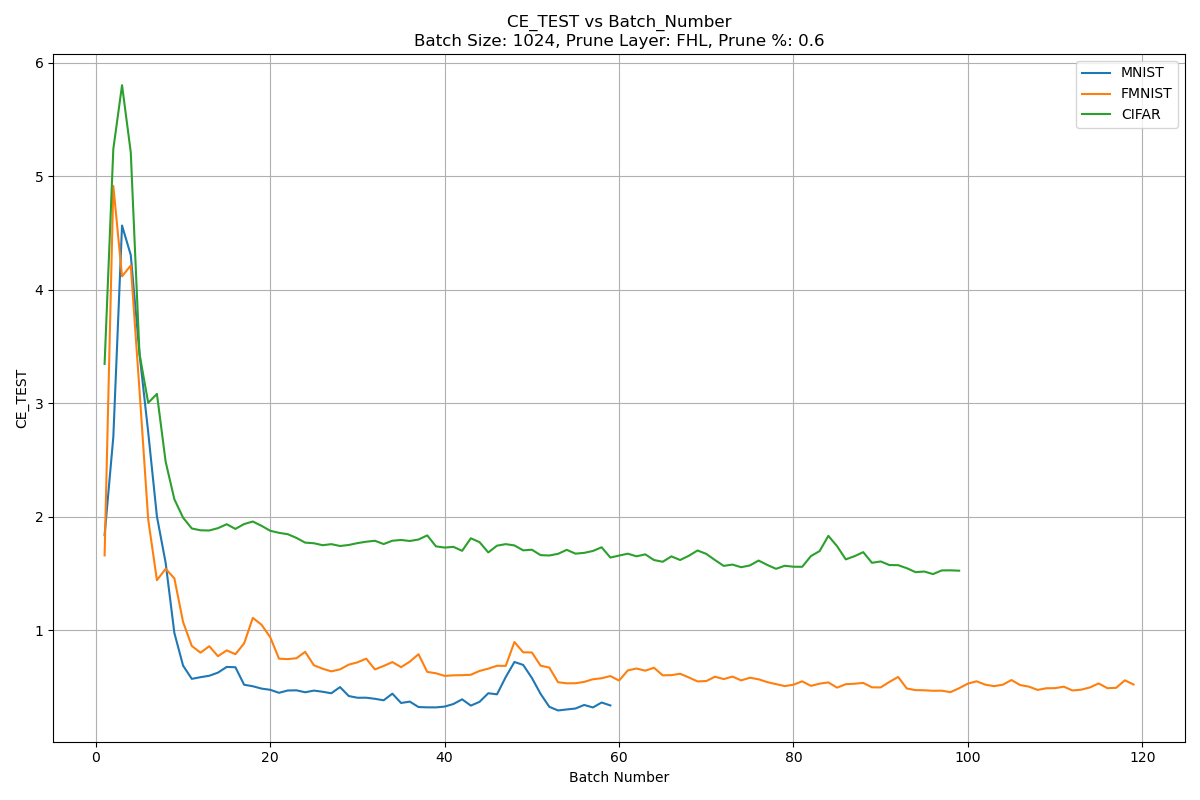 CE_TEST vs Batch_Number
Batch Size: 1024, Prune Layer: FHL, Prune %: 0.6
MNIST
FMNIST
CIFAR
6
5
4
3
2
1
CE_TEST
0
20
40
60
80
100
120
Batch Number